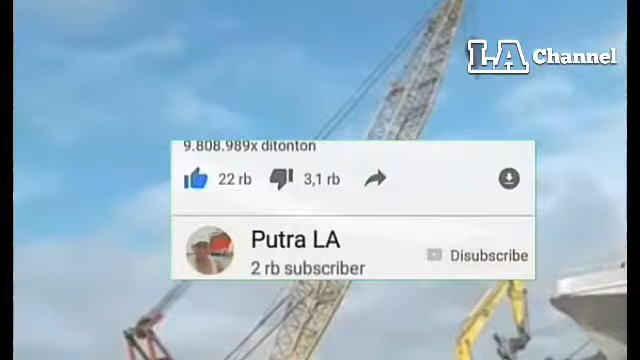 LA Channel
9.808.989x ditonton
22 rb 3,1 rb
Putra LA
2 rb subscriber
Disubscribe